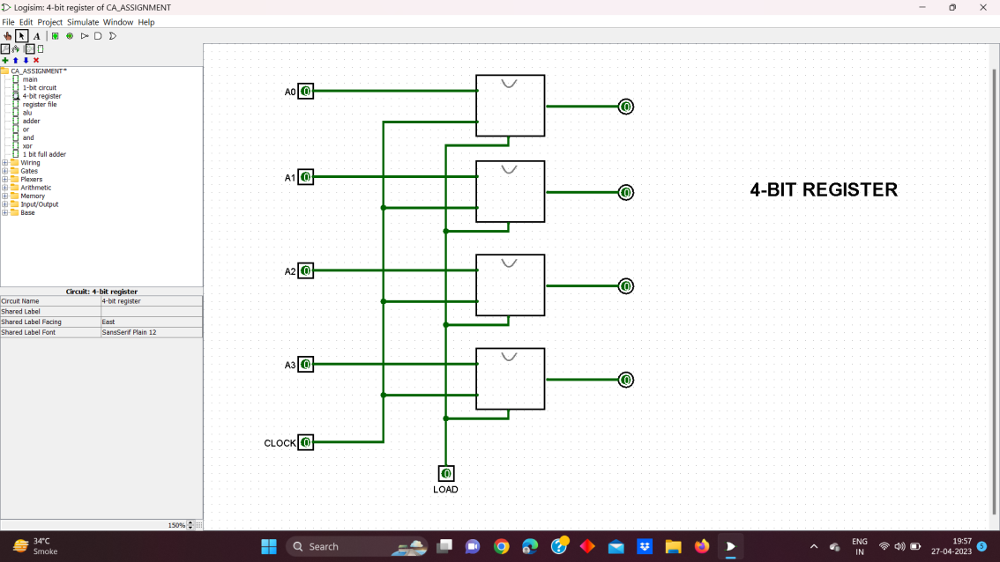 Logisim: 4-bit register of CA_ASSIGNMENT
File Edit Project Simulate Window Help
A
CA_ASSIGNMENT*
main
1-bit circuit
4-bit register
register file
alu
adder
or
and
xor
1 bit full adder
Wiring
Gates
Plexers
Arithmetic
Memory
Input/Output
Base
Circuit: 4-bit register
Circuit Name 4-bit register
Shared Label
Shared Label Facing East
Shared Label Font SansSerif Plain 12
150%
A0 0
0
A1 0
0
4-BIT REGISTER
A2 0
0
A3 0
0
CLOCK 0
0
LOAD
34°C
Smoke
Search
ENG
IN
19:57
27-04-2023
5